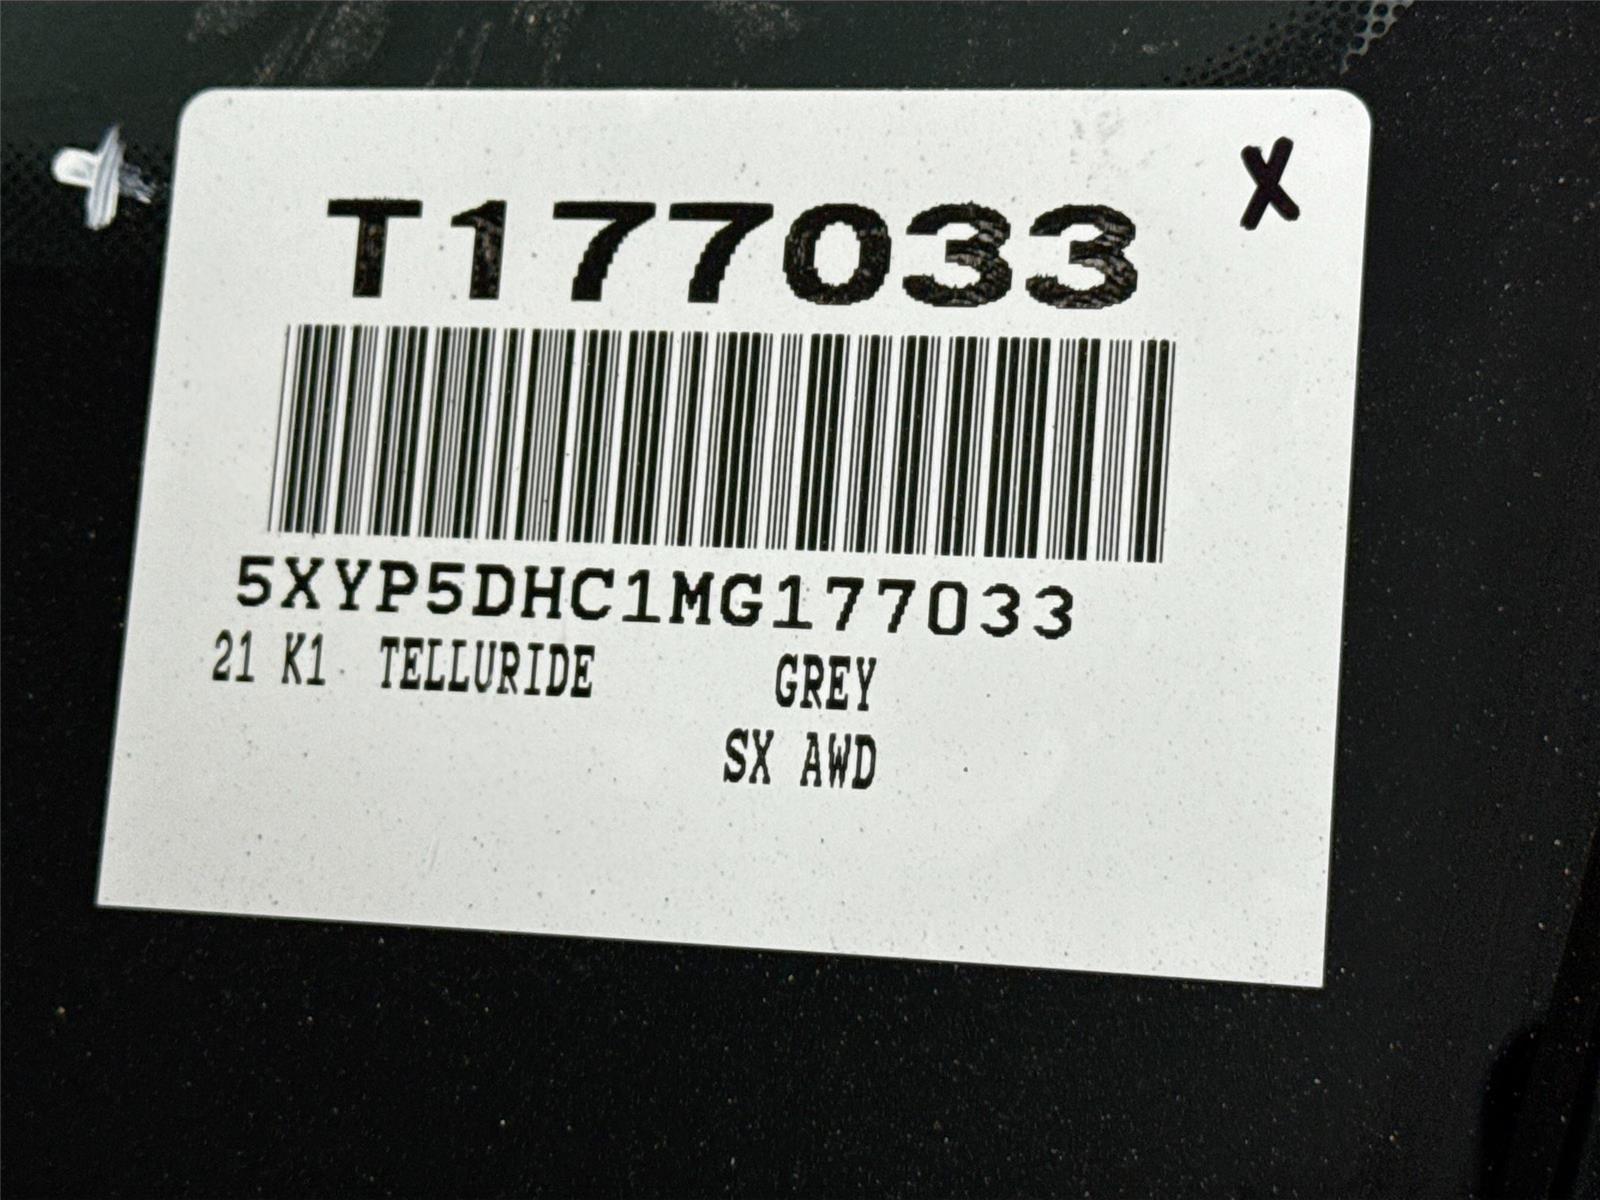 X
T177033
5XYP5DHC1MG177033
21 K1 TELLURIDE GREY
SX AWD